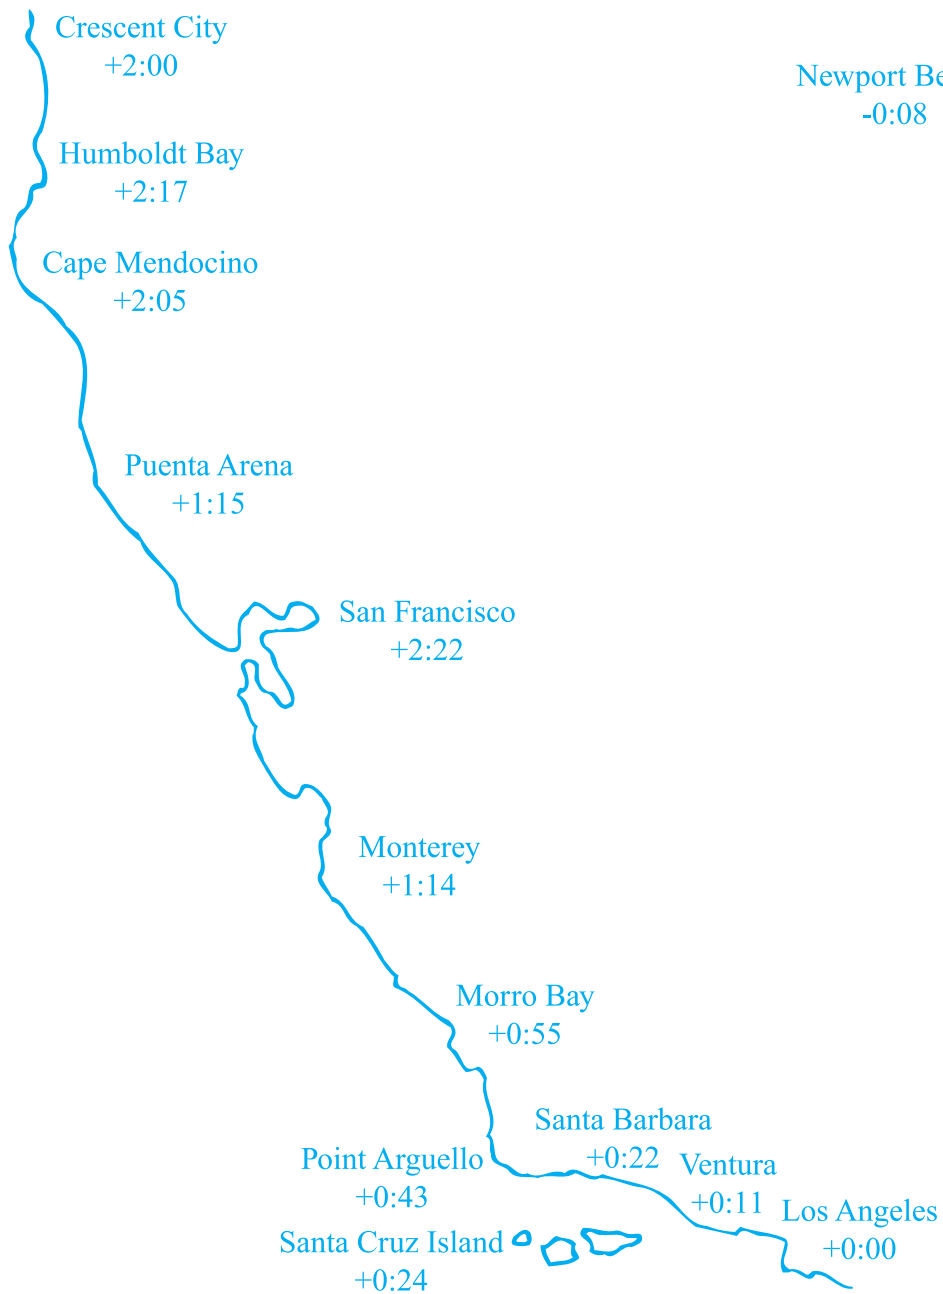 Crescent City
+2:00
Newport Be
-0:08
Humboldt Bay
+2:17
Cape Mendocino
+2:05
Puenta Arena
+1:15
San Francisco
+2:22
Monterey
+1:14
Morro Bay
+0:55
Santa Barbara
+0:22
Point Arguello
+0:43
Ventura
+0:11
Los Angeles
+0:00
Santa Cruz Island
+0:24